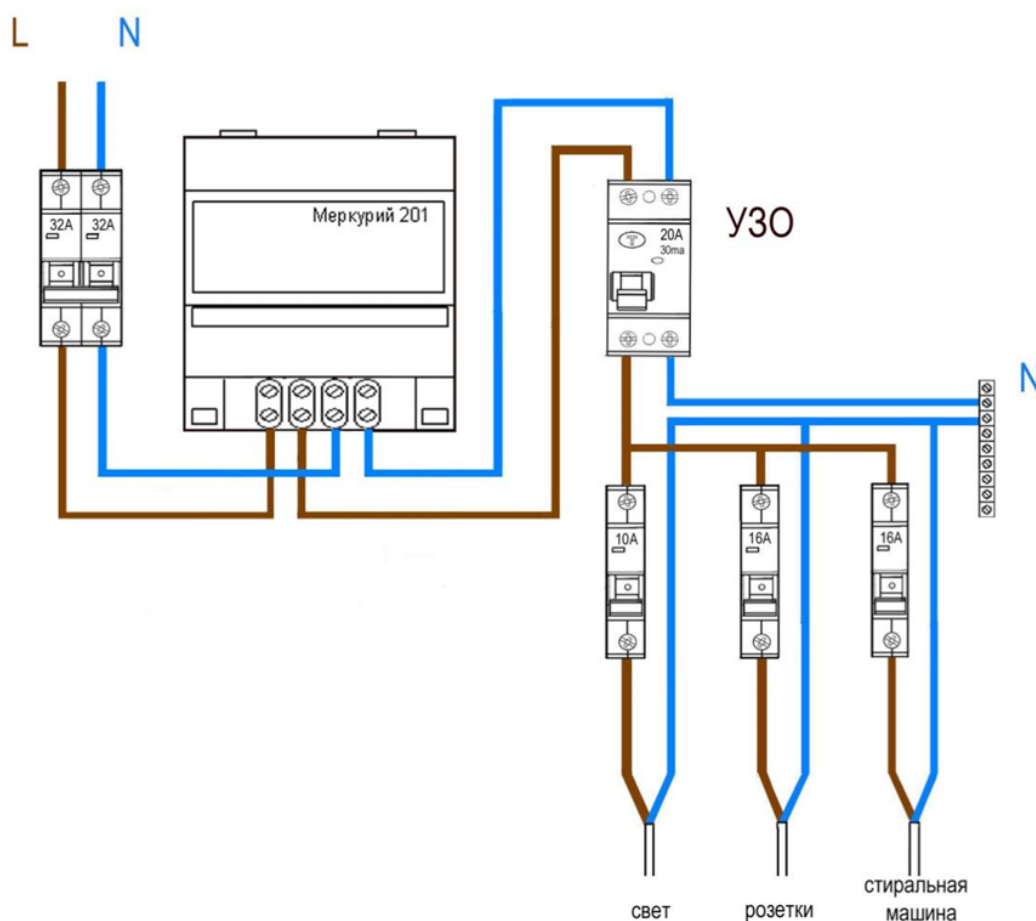 L N
32A 32A
Меркурий 201
УЗО
20A
30ma
T
N
10A
16A
16A
свет
розетки
стиральная
машина